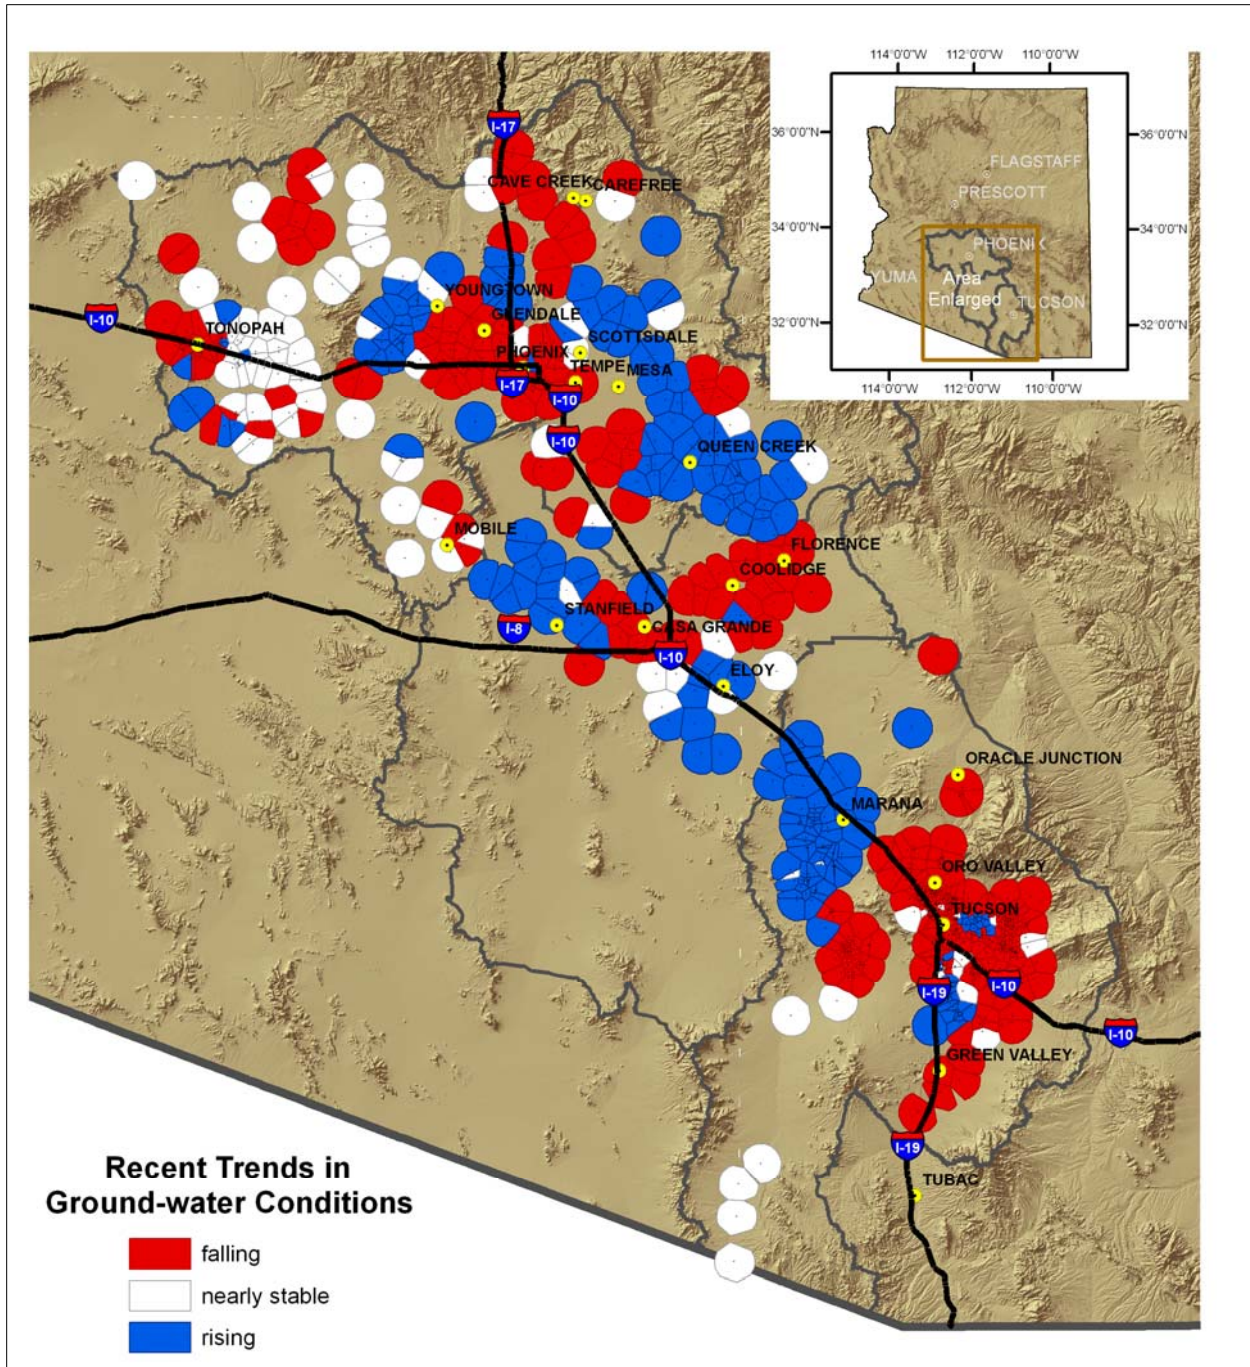 114°0'0"W
112°0'0"W
110°0'0"W
36°0'0"N
36°0'0"N
34°0'0"N
34°0'0"N
32°0'0"N
32°0'0"N
114°0'0"W
112°0'0"W
110°0'0"W
FLAGSTAFF
PRESCOTT
PHOENIX
YUMA
Area
Enlarged
TUCSON
I-17
CAVE CREEK
CAREFREE
I-10
TONOPAH
YOUNGTOWN
GLENDALE
SCOTTSDALE
PHOENIX
TEMPE
MESA
I-17
I-10
I-10
QUEEN CREEK
MOBILE
FLORENCE
COOLIDGE
STANFIELD
I-8
CASA GRANDE
I-10
ELOY
ORACLE JUNCTION
MARANA
ORO VALLEY
TUCSON
I-19
I-10
I-10
GREEN VALLEY
I-19
TUBAC
Recent Trends in
Ground-water Conditions
falling
nearly stable
rising